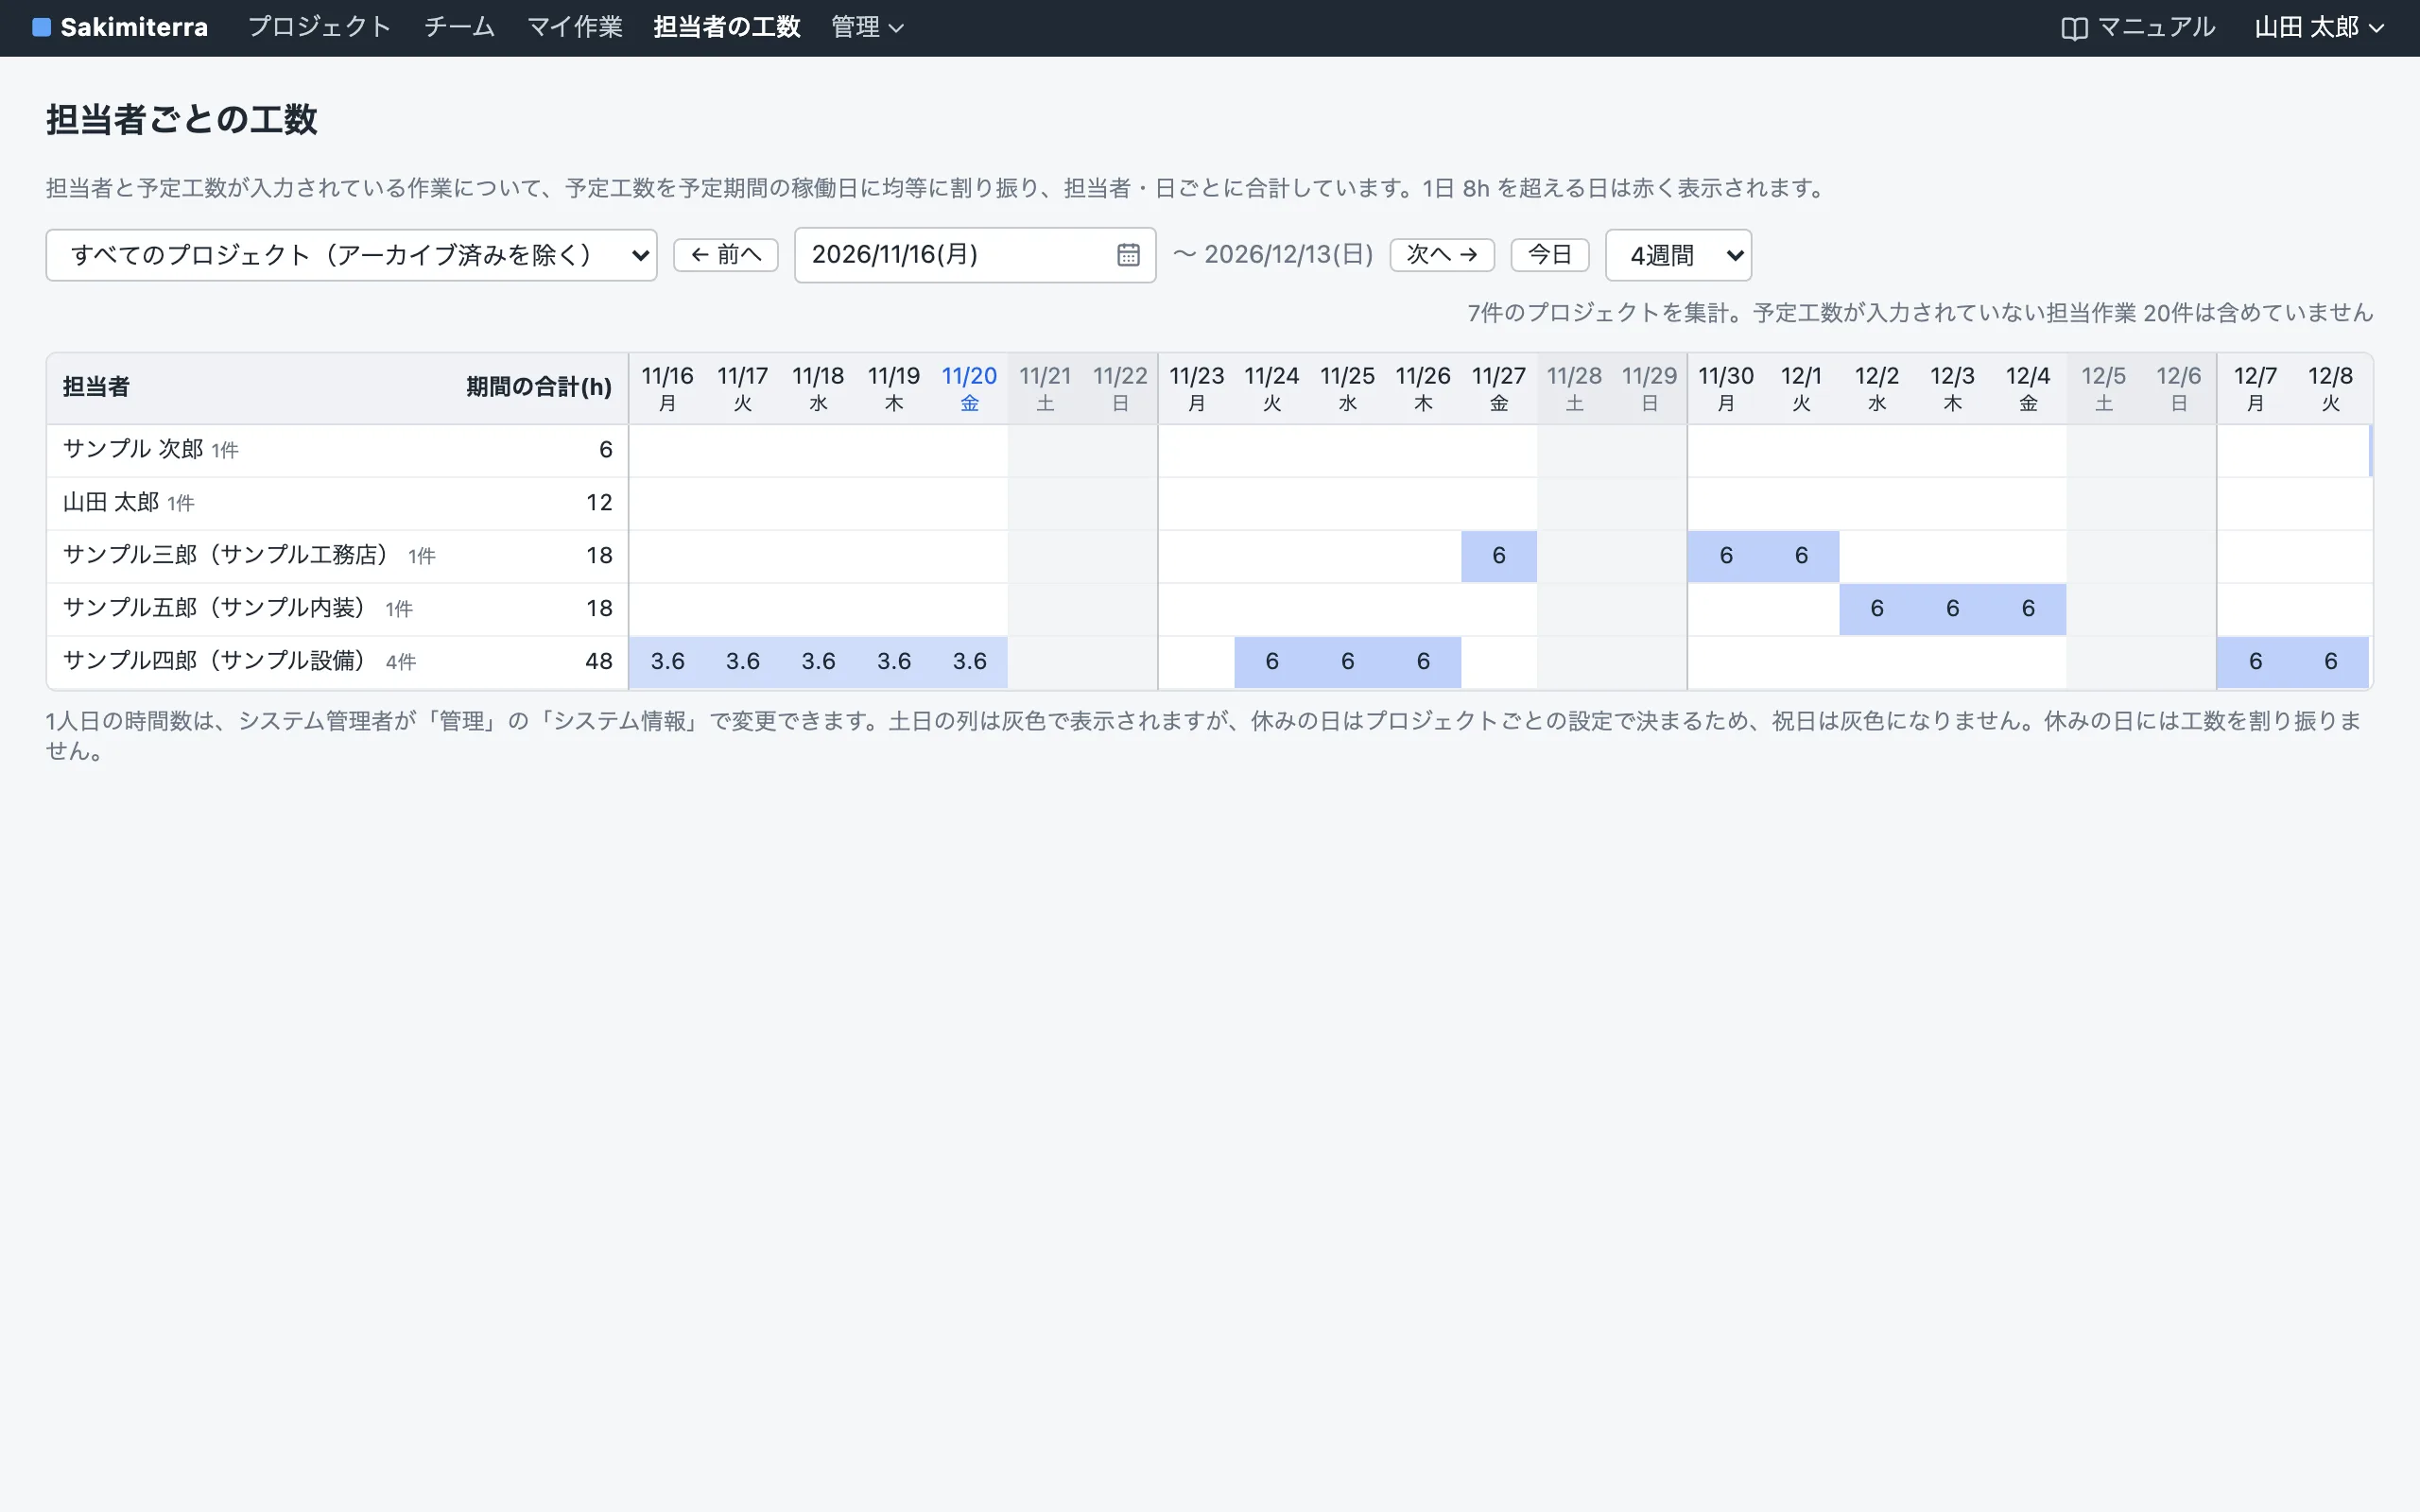 Sakimiterra プロジェクト チーム マイ作業 担当者の工数 管理 マニュアル 山田 太郎
担当者ごとの工数
担当者と予定工数が入力されている作業について、予定工数を予定期間の稼働日に均等に割り振り、担当者・日ごとに合計しています。1日 8h を超える日は赤く表示されます。
すべてのプロジェクト（アーカイブ済みを除く） ← 前へ 2026/11/16(月) 〜 2026/12/13(日) 次へ → 今日 4週間
7件のプロジェクトを集計。予定工数が入力されていない担当作業 20件は含めていません
担当者 期間の合計(h) 11/16 11/17 11/18 11/19 11/20 11/21 11/22 11/23 11/24 11/25 11/26 11/27 11/28 11/29 11/30 12/1 12/2 12/3 12/4 12/5 12/6 12/7 12/8
月 火 水 木 金 土 日 月 火 水 木 金 土 日 月 火 水 木 金 土 日 月 火
サンプル 次郎 1件 6
山田 太郎 1件 12
サンプル三郎（サンプル工務店） 1件 18 6 6 6
サンプル五郎（サンプル内装） 1件 18 6 6 6
サンプル四郎（サンプル設備） 4件 48 3.6 3.6 3.6 3.6 3.6 6 6 6 6 6
1人日の時間数は、システム管理者が「管理」の「システム情報」で変更できます。土日の列は灰色で表示されますが、休みの日はプロジェクトごとの設定で決まるため、祝日は灰色になりません。休みの日には工数を割り振りま
せん。